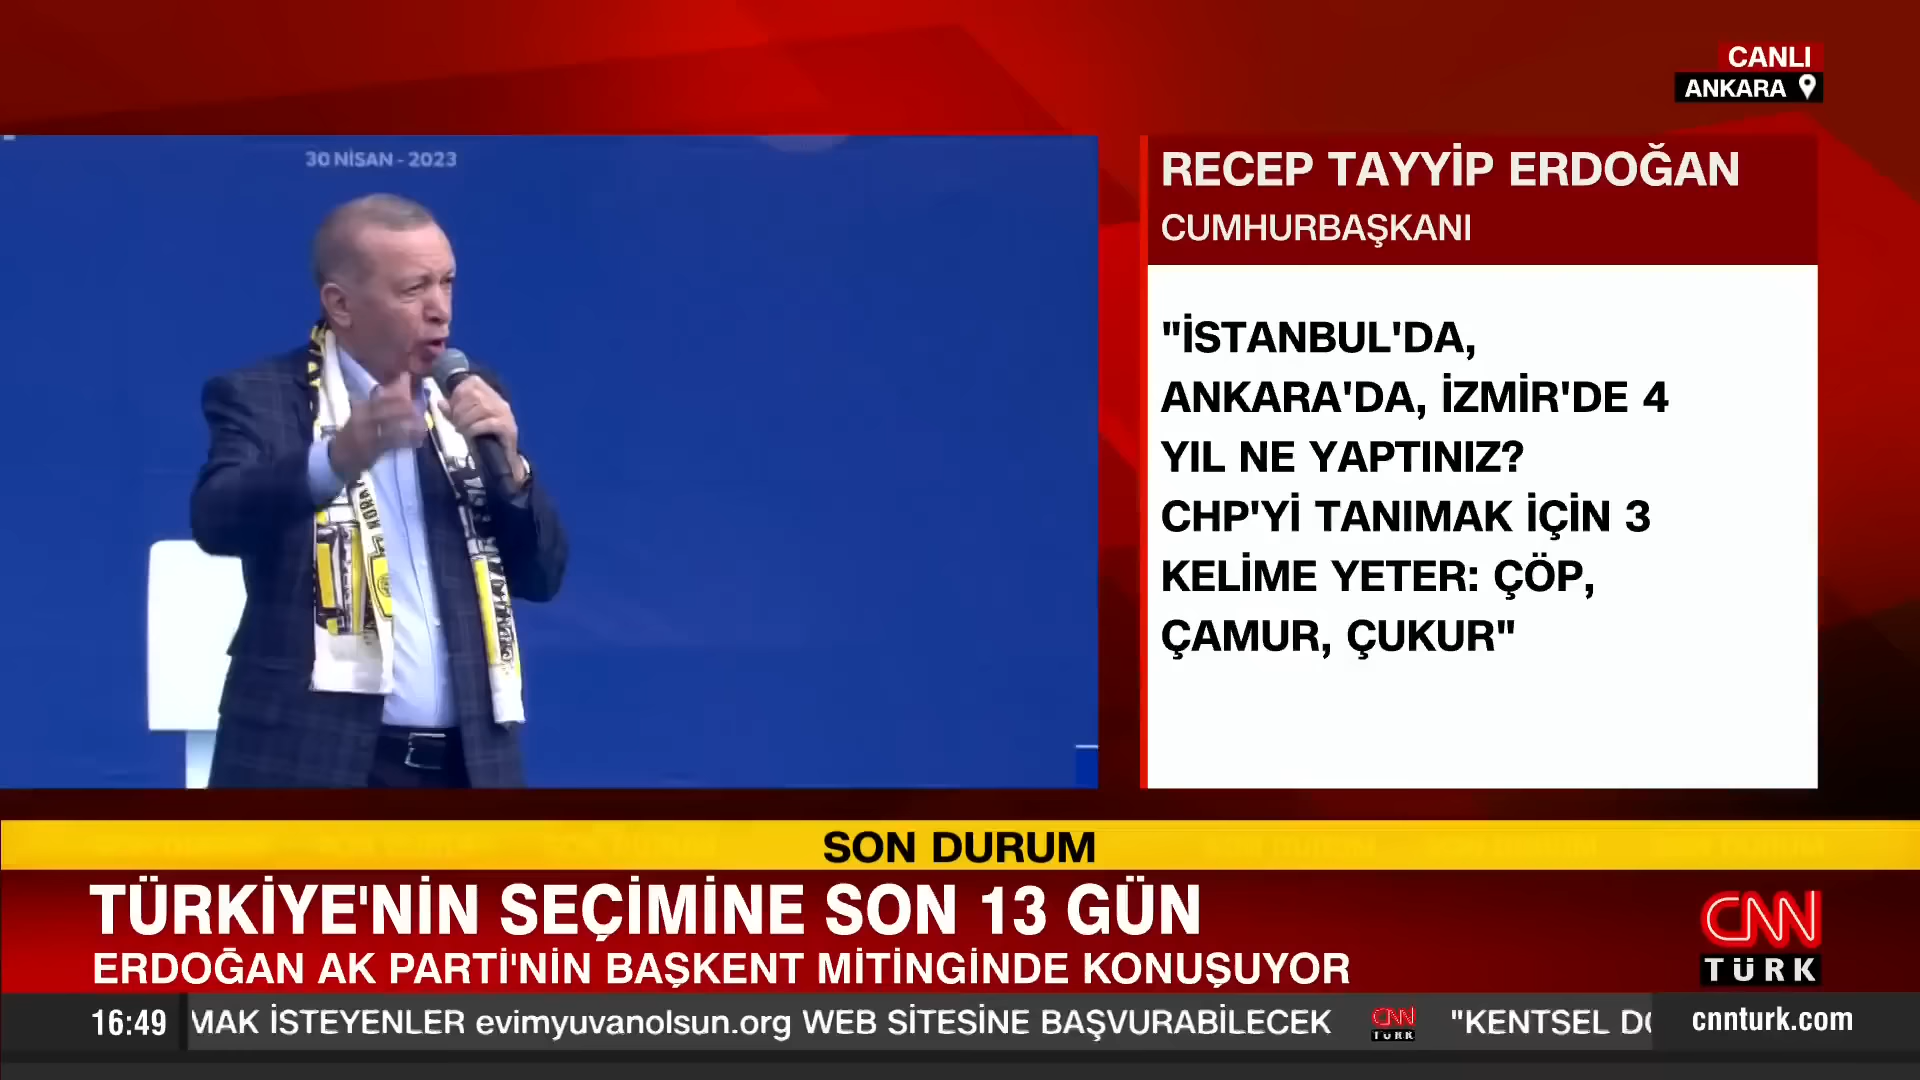 CANLI
ANKARA
30 NİSAN - 2023
RECEP TAYYİP ERDOĞAN
CUMHURBAŞKANI
"İSTANBUL'DA,
ANKARA'DA, İZMİR'DE 4
YIL NE YAPTINIZ?
CHP'Yİ TANIMAK İÇİN 3
KELİME YETER: ÇÖP,
ÇAMUR, ÇUKUR"
SON DURUM
TÜRKİYE'NİN SEÇİMİNE SON 13 GÜN
ERDOĞAN AK PARTİ'NİN BAŞKENT MİTİNGİNDE KONUŞUYOR
CNN
TÜRK
16:49
MAK İSTEYENLER evimyuvanolsun.org WEB SİTESİNE BAŞVURABİLECEK CNN TÜRK "KENTSEL
cnnturk.com